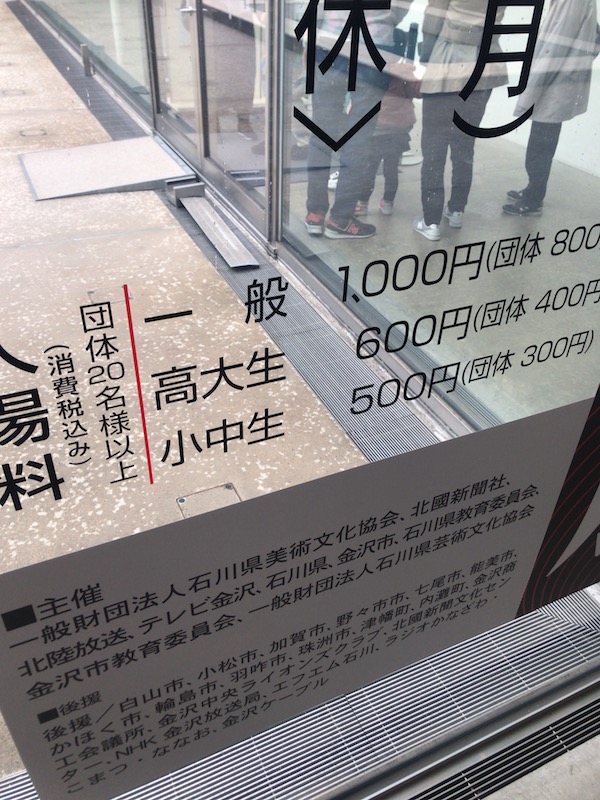 月)
休〉
入場料
(消費税込み)
団体20名様以上
一般 1,000円(団体 800
高大生 600円(団体 400円
小中生 500円(団体 300円)
■主催
一般財団法人石川県美術文化協会、北國新聞社、
北陸放送、テレビ金沢、石川県、金沢市、石川県教育委員会、
金沢市教育委員会、一般財団法人石川県芸術文化協会
■後援
後援／白山市、小松市、加賀市、野々市市、七尾市、能美市、
かほく市、輪島市、羽咋市、珠洲市、津幡町、内灘町、金沢商
工会議所、金沢中央ライオンズクラブ、北國新聞文化セン
ター、NHK金沢放送局、エフエム石川、ラジオかなざわ・
こまつ・ななお、金沢ケーブル